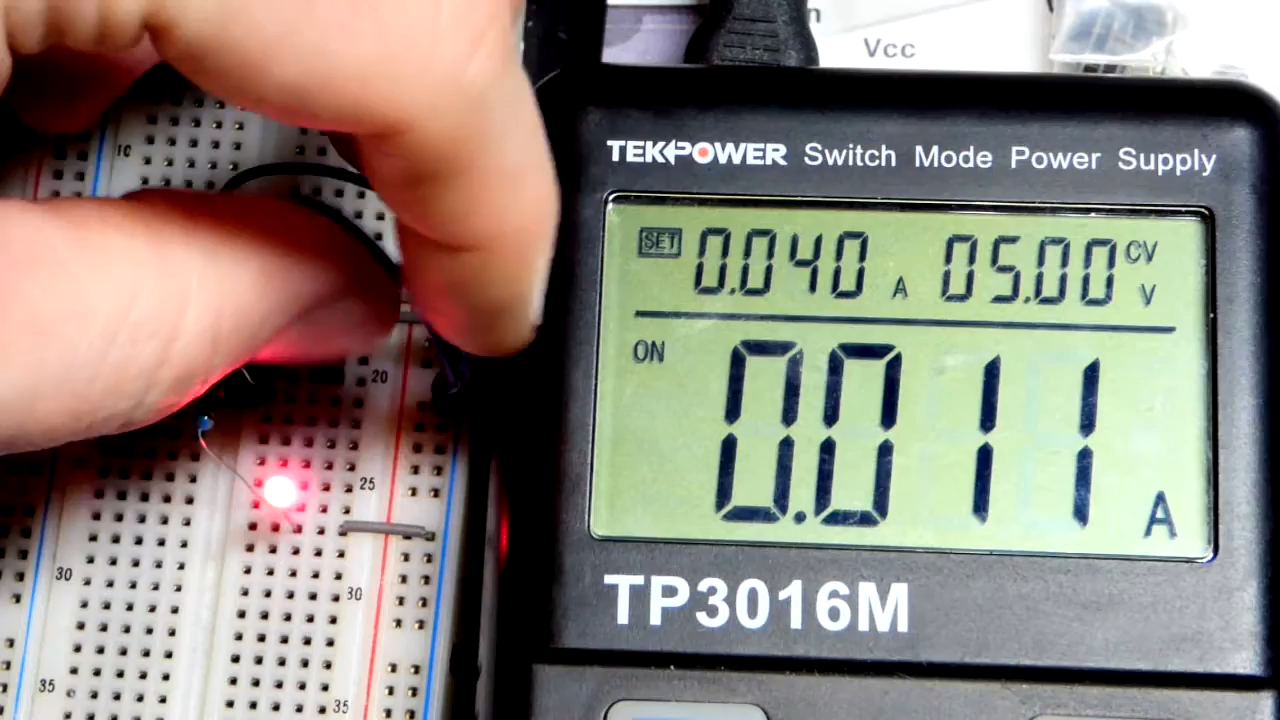 Vcc
TEKPOWER Switch Mode Power Supply
SET 0.040 A 05.00 CV V
ON 0.011 A
TP3016M
20
25
30
30
35
35